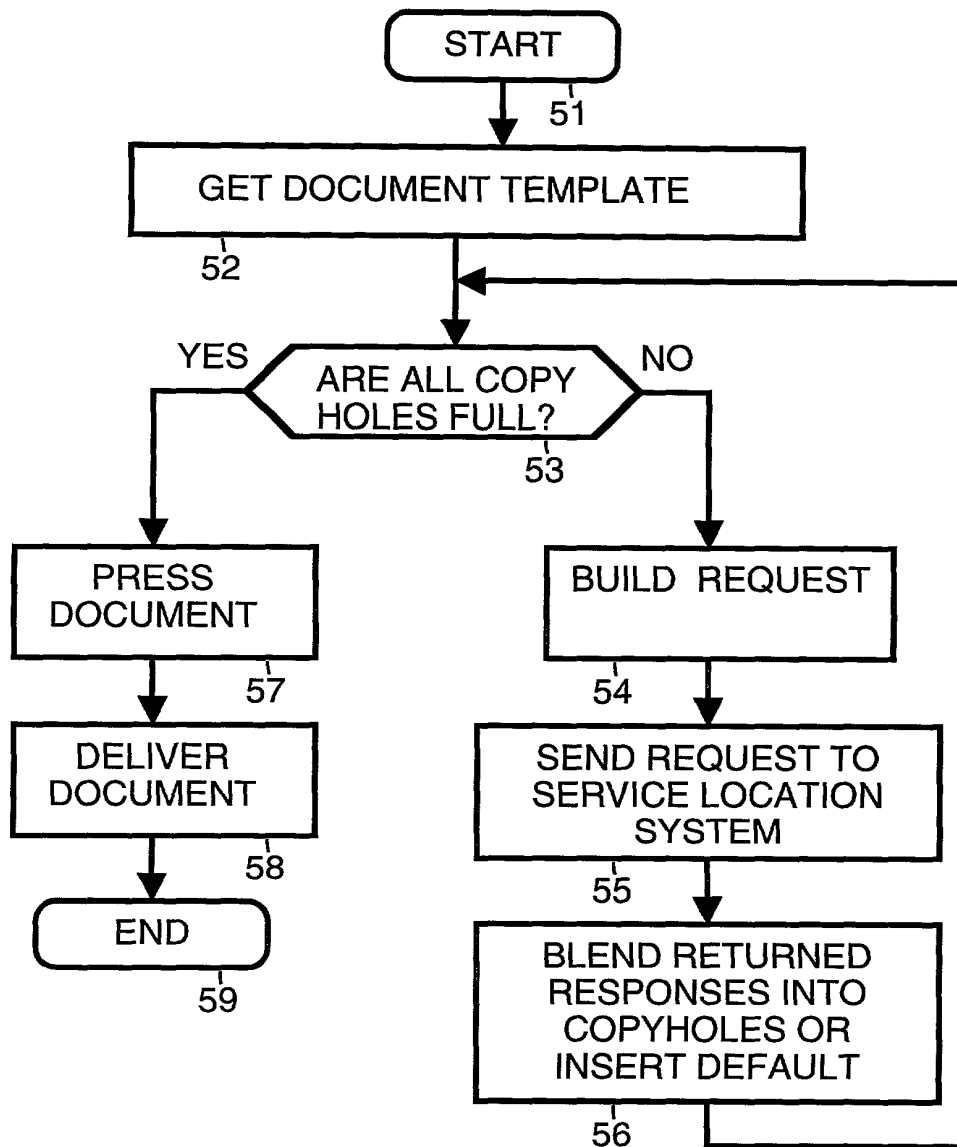 START
51
GET DOCUMENT TEMPLATE
52
YES
NO
ARE ALL COPY
HOLES FULL?
53
PRESS
DOCUMENT
57
DELIVER
DOCUMENT
58
END
59
BUILD REQUEST
54
SEND REQUEST TO
SERVICE LOCATION
SYSTEM
55
BLEND RETURNED
RESPONSES INTO
COPYHOLES OR
INSERT DEFAULT
56